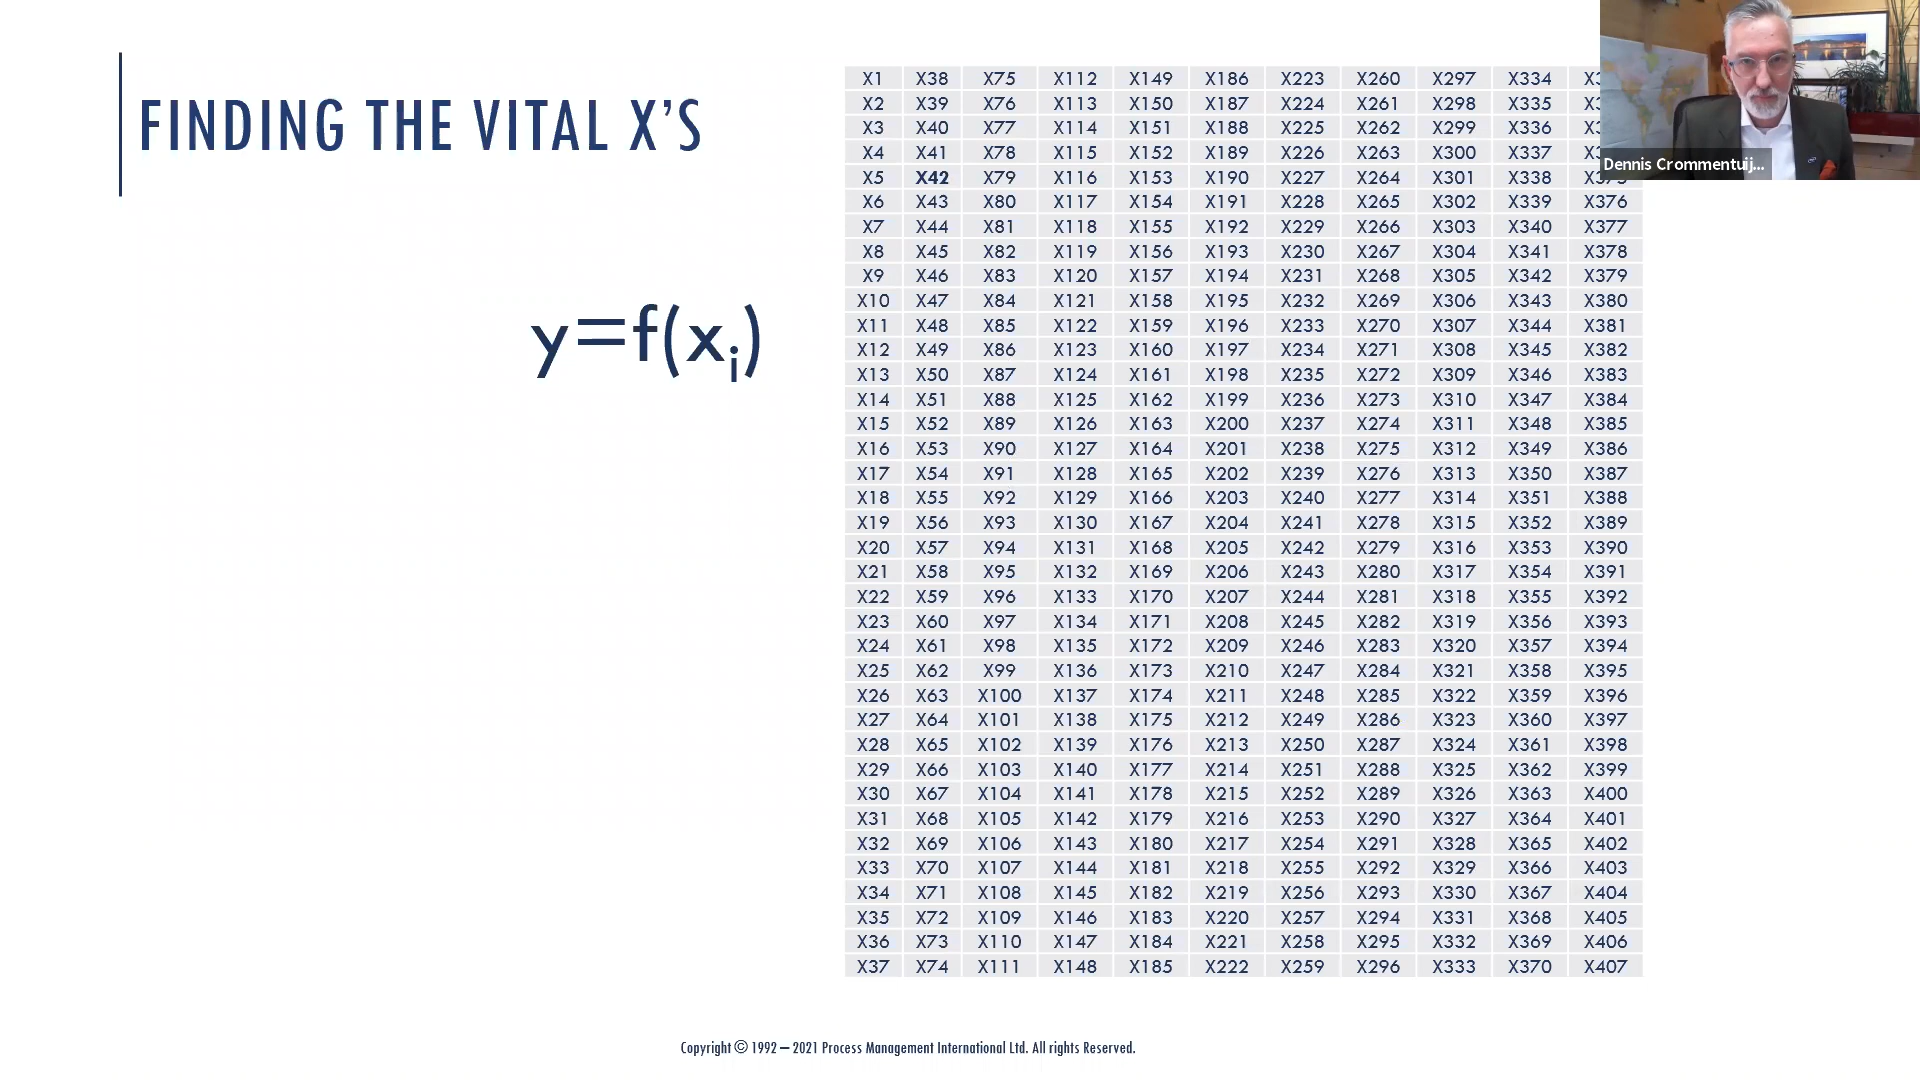 FINDING THE VITAL X'S
y=f(xᵢ)
X1 X38 X75 X112 X149 X186 X223 X260 X297 X334
X2 X39 X76 X113 X150 X187 X224 X261 X298 X335
X3 X40 X77 X114 X151 X188 X225 X262 X299 X336
X4 X41 X78 X115 X152 X189 X226 X263 X300 X337
X5 X42 X79 X116 X153 X190 X227 X264 X301 X338
X6 X43 X80 X117 X154 X191 X228 X265 X302 X339 X376
X7 X44 X81 X118 X155 X192 X229 X266 X303 X340 X377
X8 X45 X82 X119 X156 X193 X230 X267 X304 X341 X378
X9 X46 X83 X120 X157 X194 X231 X268 X305 X342 X379
X10 X47 X84 X121 X158 X195 X232 X269 X306 X343 X380
X11 X48 X85 X122 X159 X196 X233 X270 X307 X344 X381
X12 X49 X86 X123 X160 X197 X234 X271 X308 X345 X382
X13 X50 X87 X124 X161 X198 X235 X272 X309 X346 X383
X14 X51 X88 X125 X162 X199 X236 X273 X310 X347 X384
X15 X52 X89 X126 X163 X200 X237 X274 X311 X348 X385
X16 X53 X90 X127 X164 X201 X238 X275 X312 X349 X386
X17 X54 X91 X128 X165 X202 X239 X276 X313 X350 X387
X18 X55 X92 X129 X166 X203 X240 X277 X314 X351 X388
X19 X56 X93 X130 X167 X204 X241 X278 X315 X352 X389
X20 X57 X94 X131 X168 X205 X242 X279 X316 X353 X390
X21 X58 X95 X132 X169 X206 X243 X280 X317 X354 X391
X22 X59 X96 X133 X170 X207 X244 X281 X318 X355 X392
X23 X60 X97 X134 X171 X208 X245 X282 X319 X356 X393
X24 X61 X98 X135 X172 X209 X246 X283 X320 X357 X394
X25 X62 X99 X136 X173 X210 X247 X284 X321 X358 X395
X26 X63 X100 X137 X174 X211 X248 X285 X322 X359 X396
X27 X64 X101 X138 X175 X212 X249 X286 X323 X360 X397
X28 X65 X102 X139 X176 X213 X250 X287 X324 X361 X398
X29 X66 X103 X140 X177 X214 X251 X288 X325 X362 X399
X30 X67 X104 X141 X178 X215 X252 X289 X326 X363 X400
X31 X68 X105 X142 X179 X216 X253 X290 X327 X364 X401
X32 X69 X106 X143 X180 X217 X254 X291 X328 X365 X402
X33 X70 X107 X144 X181 X218 X255 X292 X329 X366 X403
X34 X71 X108 X145 X182 X219 X256 X293 X330 X367 X404
X35 X72 X109 X146 X183 X220 X257 X294 X331 X368 X405
X36 X73 X110 X147 X184 X221 X258 X295 X332 X369 X406
X37 X74 X111 X148 X185 X222 X259 X296 X333 X370 X407
Dennis Crommentuij...
Copyright © 1992 – 2021 Process Management International Ltd. All rights Reserved.